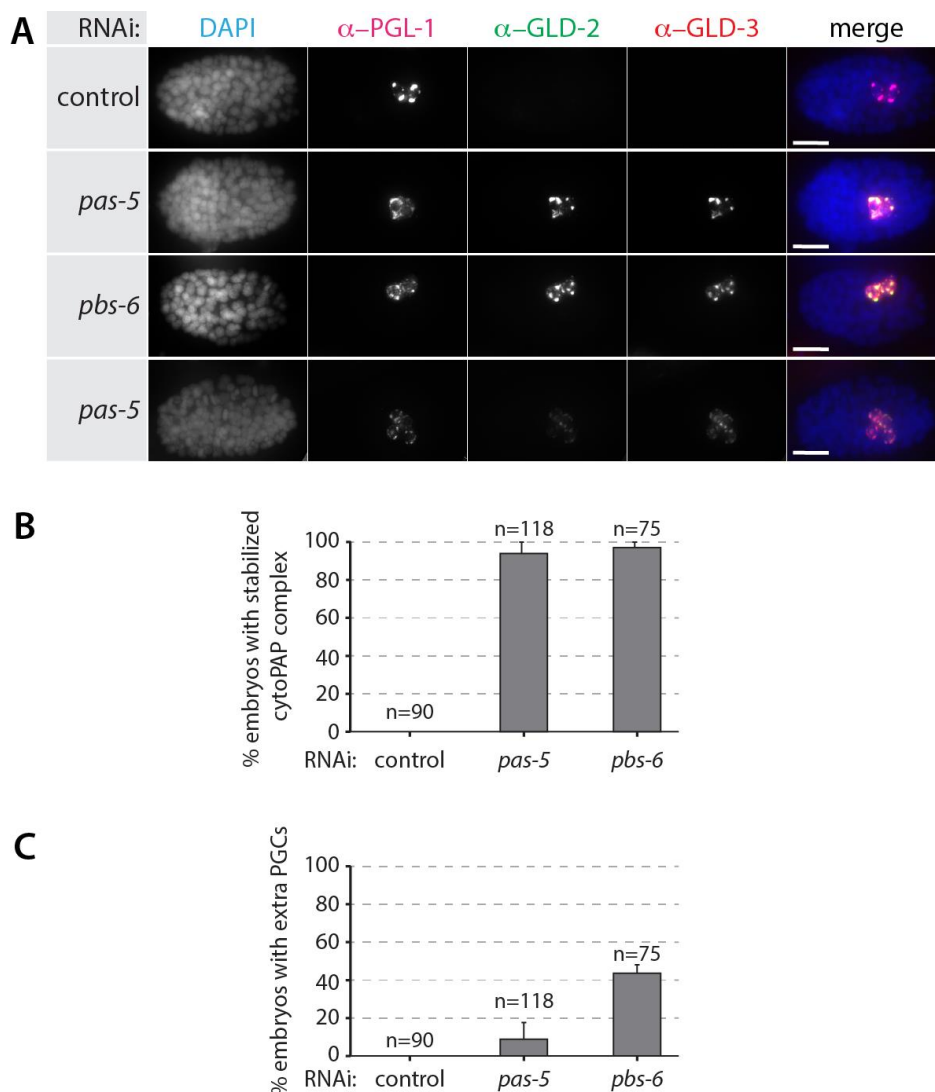 A
RNAi: DAPI α–PGL-1 α–GLD-2 α–GLD-3 merge
control
pas-5
pbs-6
pas-5
B
% embryos with stabilized
cytoPAP complex
100
80
60
40
20
0
n=90
n=118
n=75
RNAi: control pas-5 pbs-6
C
% embryos with extra PGCs
100
80
60
40
20
0
n=90
n=118
n=75
RNAi: control pas-5 pbs-6